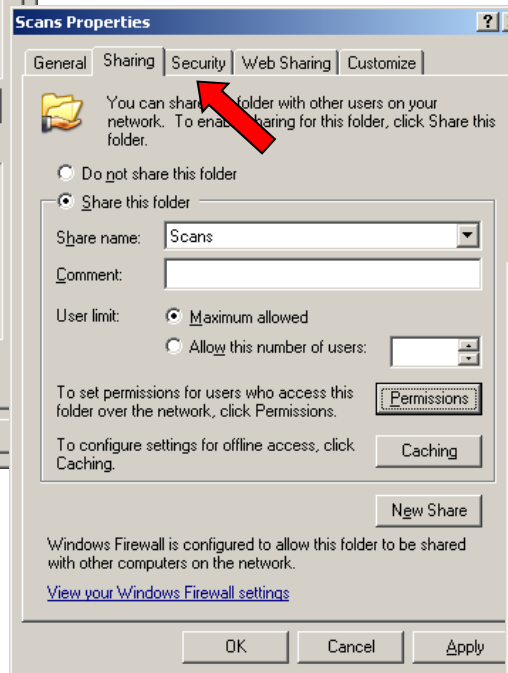 Scans Properties
?
General Sharing Security Web Sharing Customize
You can share folder with other users on your
network. To enable sharing for this folder, click Share this
folder.
Do not share this folder
Share this folder
Share name: Scans
Comment:
User limit: Maximum allowed
Allow this number of users:
To set permissions for users who access this
folder over the network, click Permissions.
Permissions
To configure settings for offline access, click
Caching.
Caching
New Share
Windows Firewall is configured to allow this folder to be shared
with other computers on the network.
View your Windows Firewall settings
OK Cancel Apply